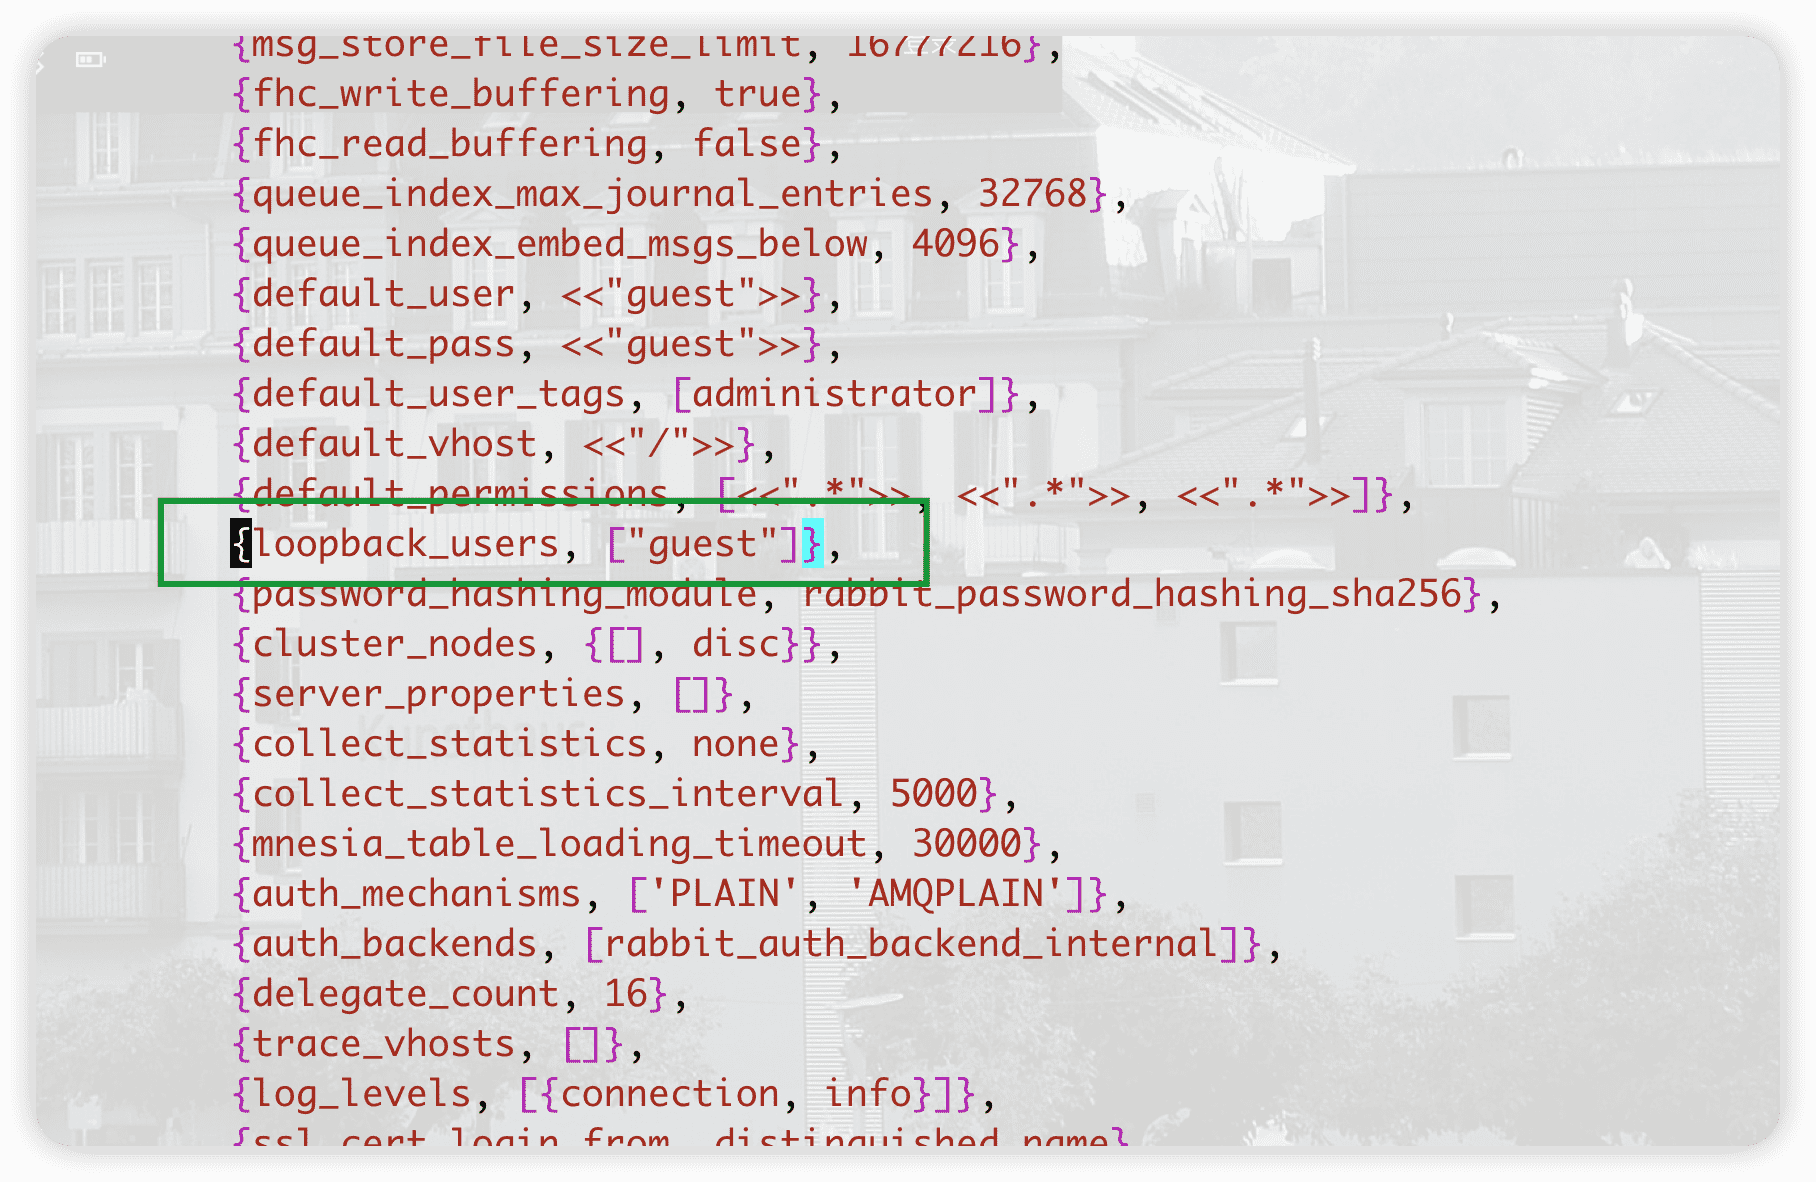 {msg_store_file_size_limit, 16777216},
{fhc_write_buffering, true},
{fhc_read_buffering, false},
{queue_index_max_journal_entries, 32768},
{queue_index_embed_msgs_below, 4096},
{default_user, <<"guest">>},
{default_pass, <<"guest">>},
{default_user_tags, [administrator]},
{default_vhost, <<"/">>},
{default_permissions, [<<".*">>, <<".*">>, <<".*">>]},
{loopback_users, ["guest"]},
{password_hashing_module, rabbit_password_hashing_sha256},
{cluster_nodes, {[], disc}},
{server_properties, []},
{collect_statistics, none},
{collect_statistics_interval, 5000},
{mnesia_table_loading_timeout, 30000},
{auth_mechanisms, ['PLAIN', 'AMQPLAIN']},
{auth_backends, [rabbit_auth_backend_internal]},
{delegate_count, 16},
{trace_vhosts, []},
{log_levels, [{connection, info}]},
{ssl_cert_login_from, distinguished_name}